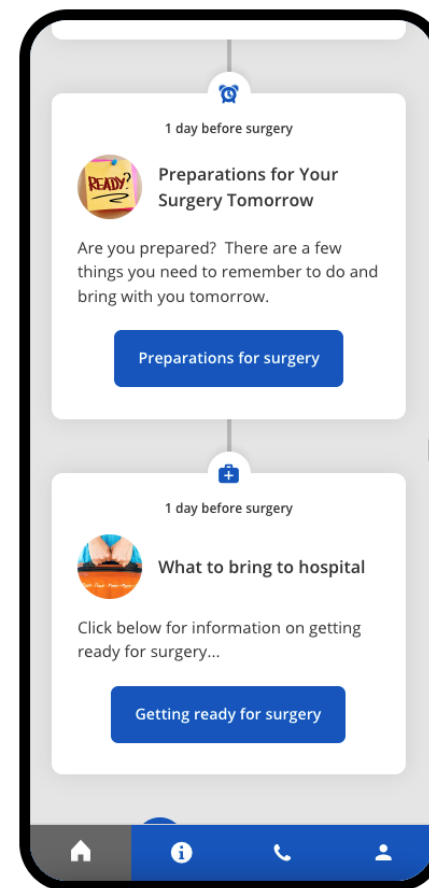 1 day before surgery
READY?
Preparations for Your
Surgery Tomorrow
Are you prepared?  There are a few
things you need to remember to do and
bring with you tomorrow.
Preparations for surgery
1 day before surgery
What to bring to hospital
Click below for information on getting
ready for surgery...
Getting ready for surgery